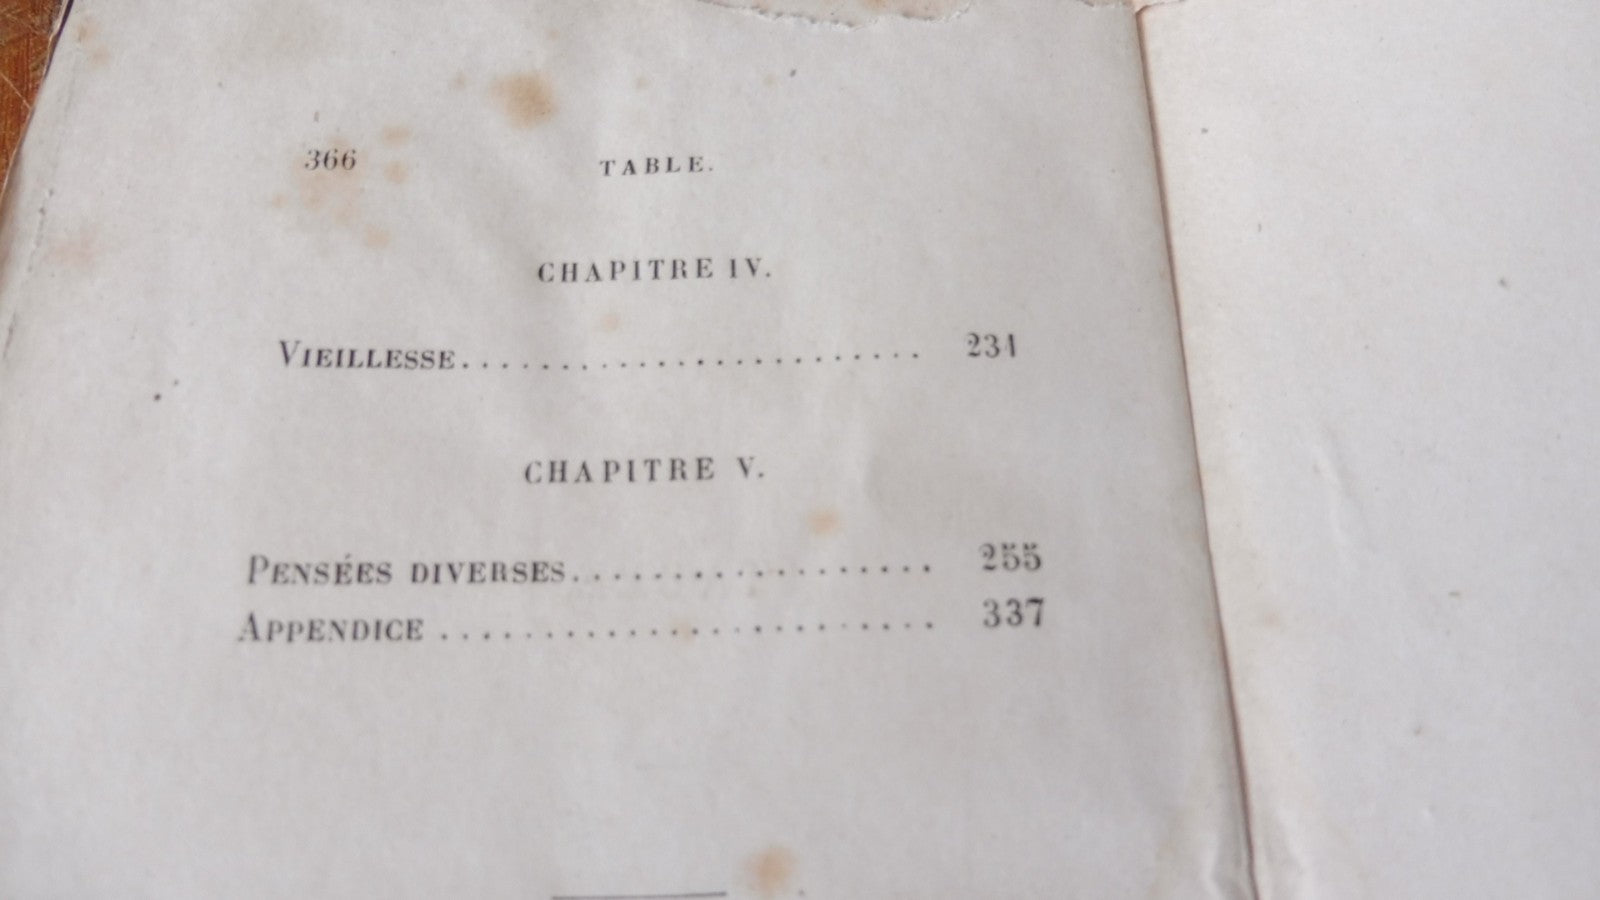 366 TABLE.
CHAPITRE IV.
VIEILLESSE........................ 231
CHAPITRE V.
PENSÉES DIVERSES.................. 255
APPENDICE ........................ 337